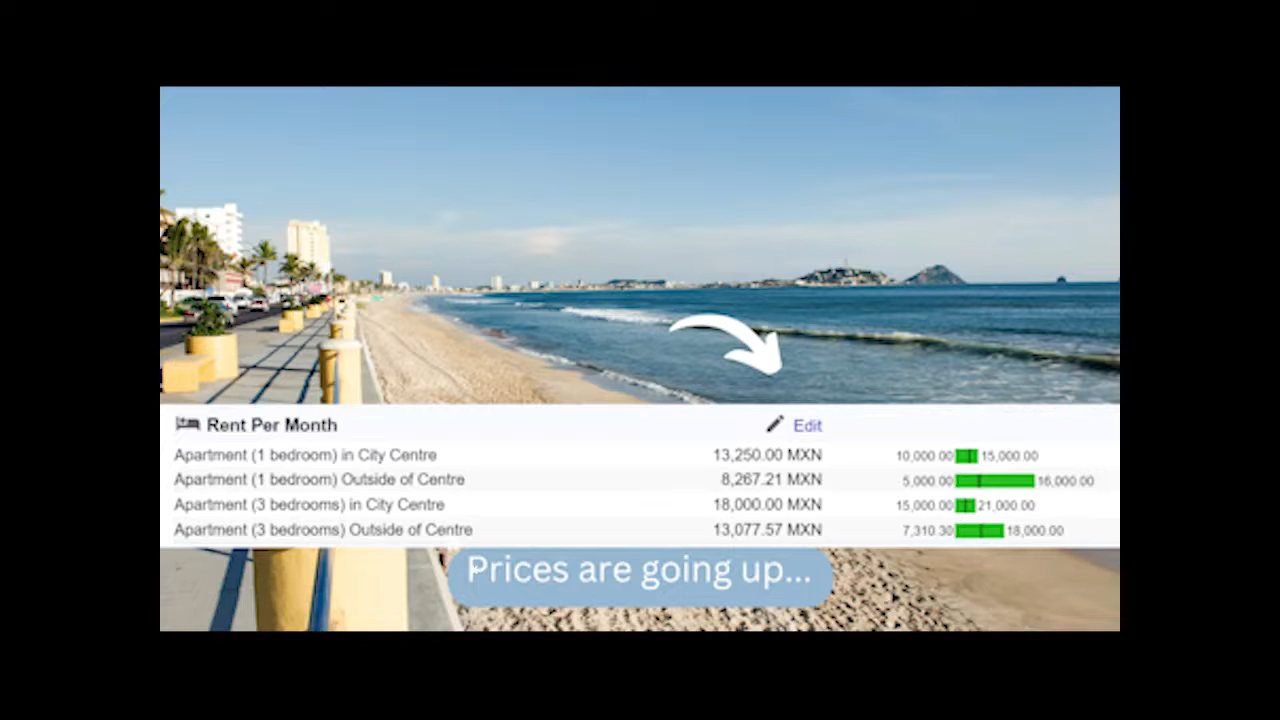 Rent Per Month Edit
Apartment (1 bedroom) in City Centre 13,250.00 MXN 10,000.00 15,000.00
Apartment (1 bedroom) Outside of Centre 8,267.21 MXN 5,000.00 16,000.00
Apartment (3 bedrooms) in City Centre 18,000.00 MXN 15,000.00 21,000.00
Apartment (3 bedrooms) Outside of Centre 13,077.57 MXN 7,310.30 18,000.00
Prices are going up...